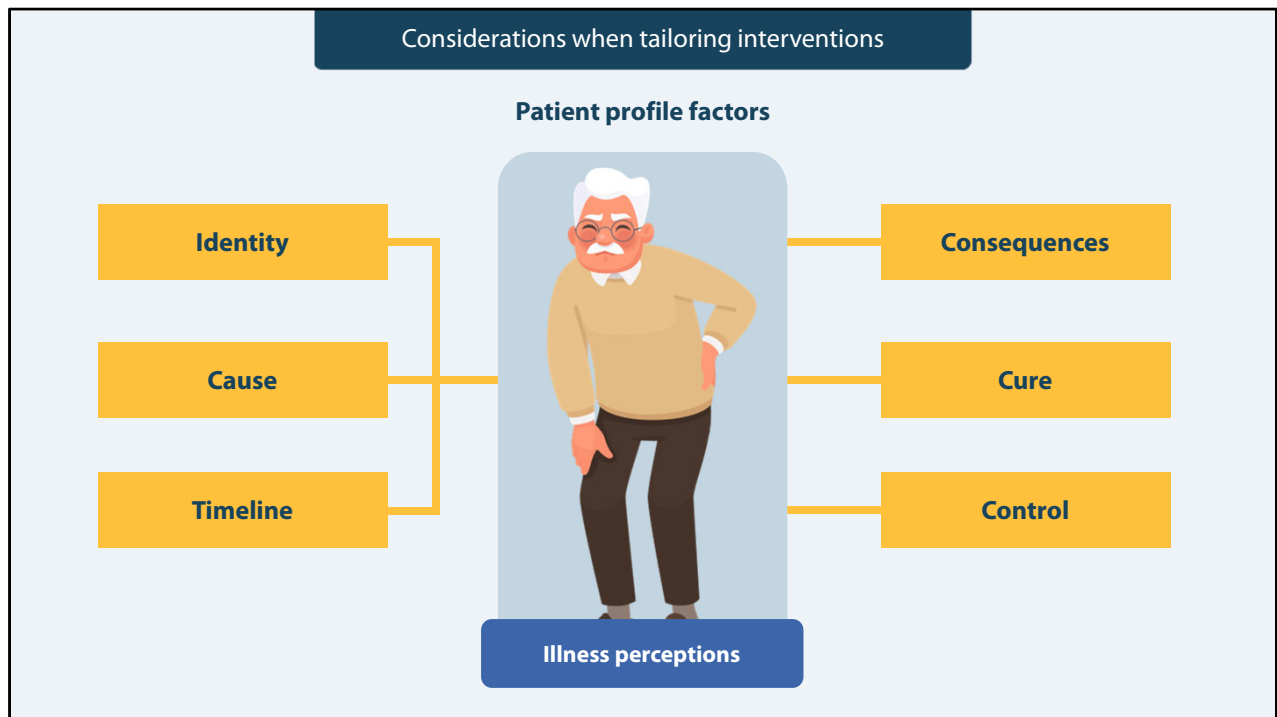 Considerations when tailoring interventions
Patient profile factors
Identity
Cause
Timeline
Consequences
Cure
Control
Illness perceptions